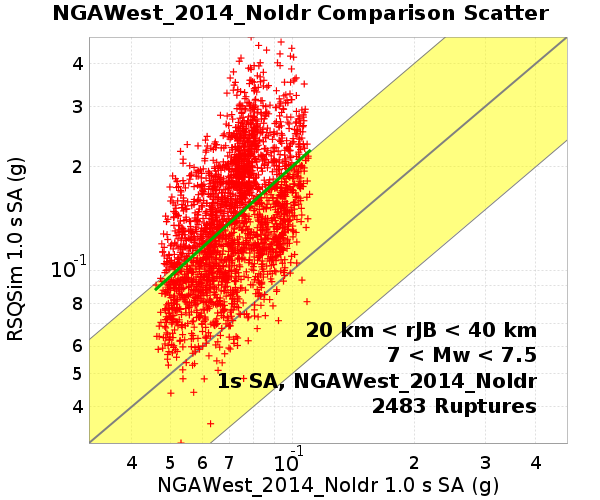 NGAWest_2014_NoIdr Comparison Scatter
RSQSim 1.0 s SA (g)
4
3
2
10-1
8
6
5
4
20 km < rJB < 40 km
7 < Mw < 7.5
1s SA, NGAWest_2014_NoIdr
2483 Ruptures
4 5 6 7 10-1 2 3 4
NGAWest_2014_NoIdr 1.0 s SA (g)